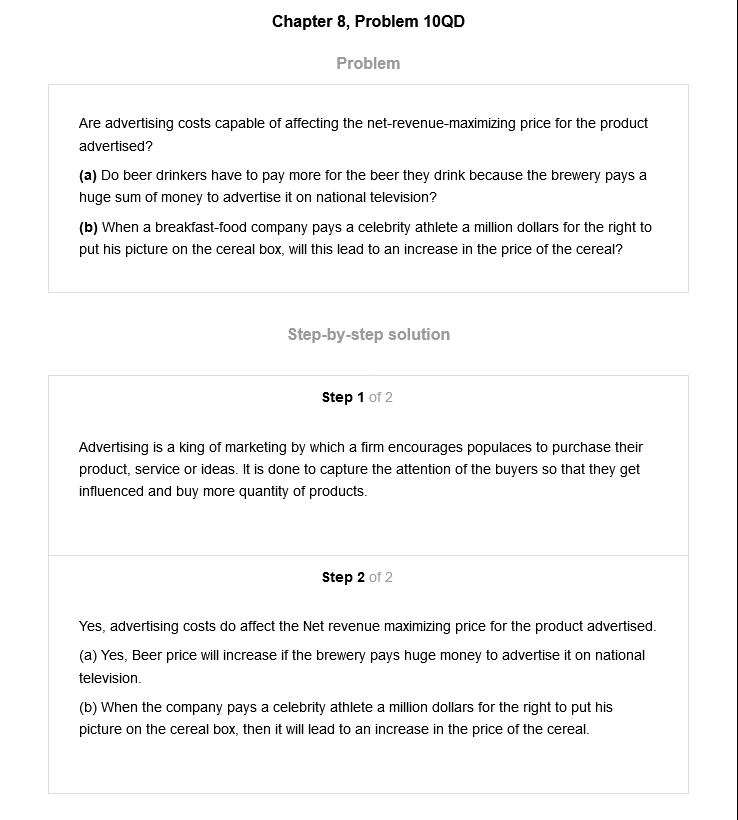 Chapter 8, Problem 10QD
Problem
Are advertising costs capable of affecting the net-revenue-maximizing price for the product
advertised?
(a) Do beer drinkers have to pay more for the beer they drink because the brewery pays a
huge sum of money to advertise it on national television?
(b) When a breakfast-food company pays a celebrity athlete a million dollars for the right to
put his picture on the cereal box, will this lead to an increase in the price of the cereal?
Step-by-step solution
Step 1 of 2
Advertising is a king of marketing by which a firm encourages populaces to purchase their
product, service or ideas. It is done to capture the attention of the buyers so that they get
influenced and buy more quantity of products.
Step 2 of 2
Yes, advertising costs do affect the Net revenue maximizing price for the product advertised.
(a) Yes, Beer price will increase if the brewery pays huge money to advertise it on national
television.
(b) When the company pays a celebrity athlete a million dollars for the right to put his
picture on the cereal box, then it will lead to an increase in the price of the cereal.